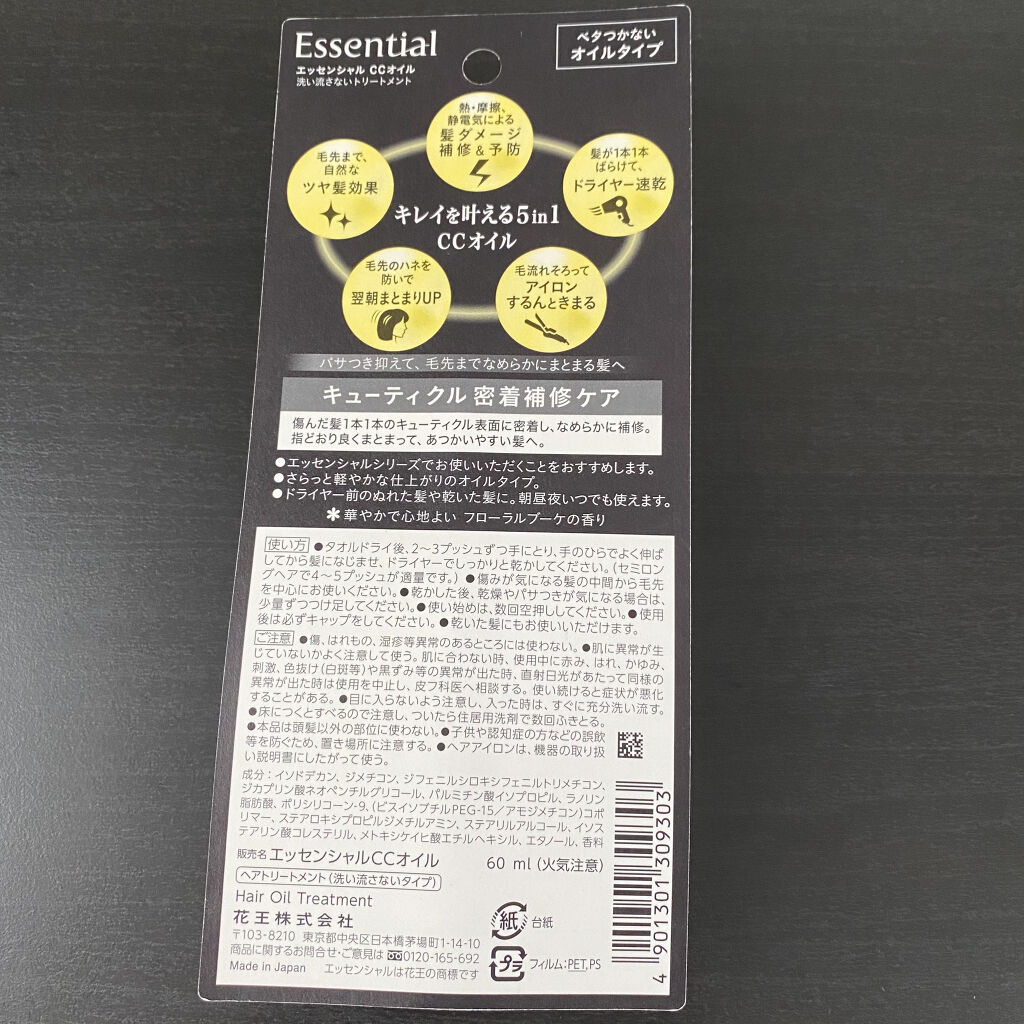 Essential
エッセンシャル CCオイル
洗い流さないトリートメント
ベタつかない
オイルタイプ
熱・摩擦、
静電気による
髪ダメージ
補修&予防
毛先まで、
自然な
ツヤ髪効果
髪が1本1本
ばらけて、
ドライヤー速乾
キレイを叶える5in1
CCオイル
毛先のハネを
防いで
翌朝まとまりUP
毛流れそろって
アイロン
するんときまる
パサつき抑えて、毛先までなめらかにまとまる髪へ
キューティクル 密着補修ケア
傷んだ髪1本1本のキューティクル表面に密着し、なめらかに補修。
指どおり良くまとまって、あつかいやすい髪へ。
●エッセンシャルシリーズでお使いいただくことをおすすめします。
●さらっと軽やかな仕上がりのオイルタイプ。
●ドライヤー前のぬれた髪や乾いた髪に。朝昼夜いつでも使えます。
✽華やかで心地よい フローラルブーケの香り
使い方 ●タオルドライ後、2~3プッシュずつ手にとり、手のひらでよく伸ば
してから髪になじませ、ドライヤーでしっかりと乾かしてください。(セミロン
グヘアで4~5プッシュが適量です。)●傷みが気になる髪の中間から毛先
を中心にお使いください。●乾かした後、乾燥やパサつきが気になる場合は、
少量ずつつけ足してください。●使い始めは、数回空押ししてください。●使用
後は必ずキャップをしてください。●乾いた髪にもお使いいただけます。
ご注意 ●傷、はれもの、湿疹等異常のあるところには使わない。●肌に異常が生
じていないかよく注意して使う。肌に合わない時、使用中に赤み、はれ、かゆみ、
刺激、色抜け(白斑等)や黒ずみ等の異常が出た時、直射日光があたって同様の
異常が出た時は使用を中止し、皮フ科医へ相談する。使い続けると症状が悪化
することがある。●目に入らないよう注意し、入った時は、すぐに充分洗い流す。
●床につくとすべるので注意し、ついたら住居用洗剤で数回ふきとる。
●本品は頭髪以外の部位に使わない。●子供や認知症の方などの誤飲
等を防ぐため、置き場所に注意する。●ヘアアイロンは、機器の取り扱
い説明書にしたがって使う。
成分:イソドデカン、ジメチコン、ジフェニルシロキシフェニルトリメチコン、
ジカプリン酸ネオペンチルグリコール、パルミチン酸イソプロピル、ラノリン
脂肪酸、ポリシリコーン-9、(ビスイソブチルPEG-15/アモジメチコン)コポ
リマー、ステアロキシプロピルジメチルアミン、ステアリルアルコール、イソス
テアリン酸コレステリル、メトキシケイヒ酸エチルヘキシル、エタノール、香料
販売名 エッセンシャルCCオイル 60 ml (火気注意)
ヘアトリートメント(洗い流さないタイプ)
Hair Oil Treatment
花王株式会社
〒103-8210 東京都中央区日本橋茅場町1-14-10
商品に関するお問合せ・ご意見は 0120-165-692
Made in Japan エッセンシャルは花王の商標です
紙 台紙
プラ フィルム:PET,PS
4 901301 309303